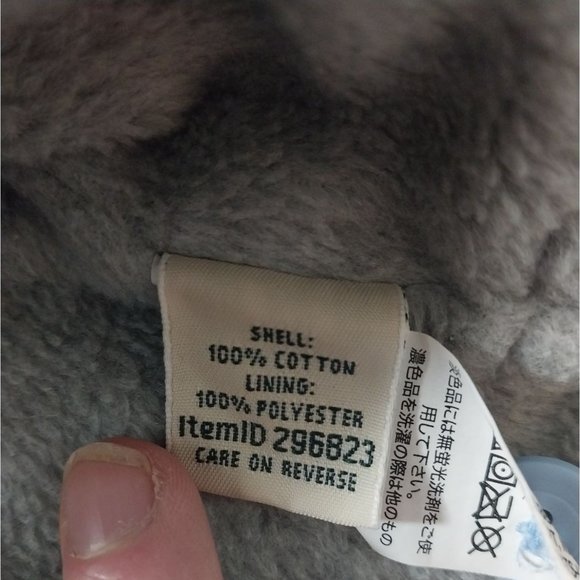 SHELL:
100% COTTON
LINING:
100% POLYESTER
ItemID 296823
CARE ON REVERSE
淡色品には無蛍光洗剤をご使
用して下さい。
濃色品を洗濯の際は他のもの